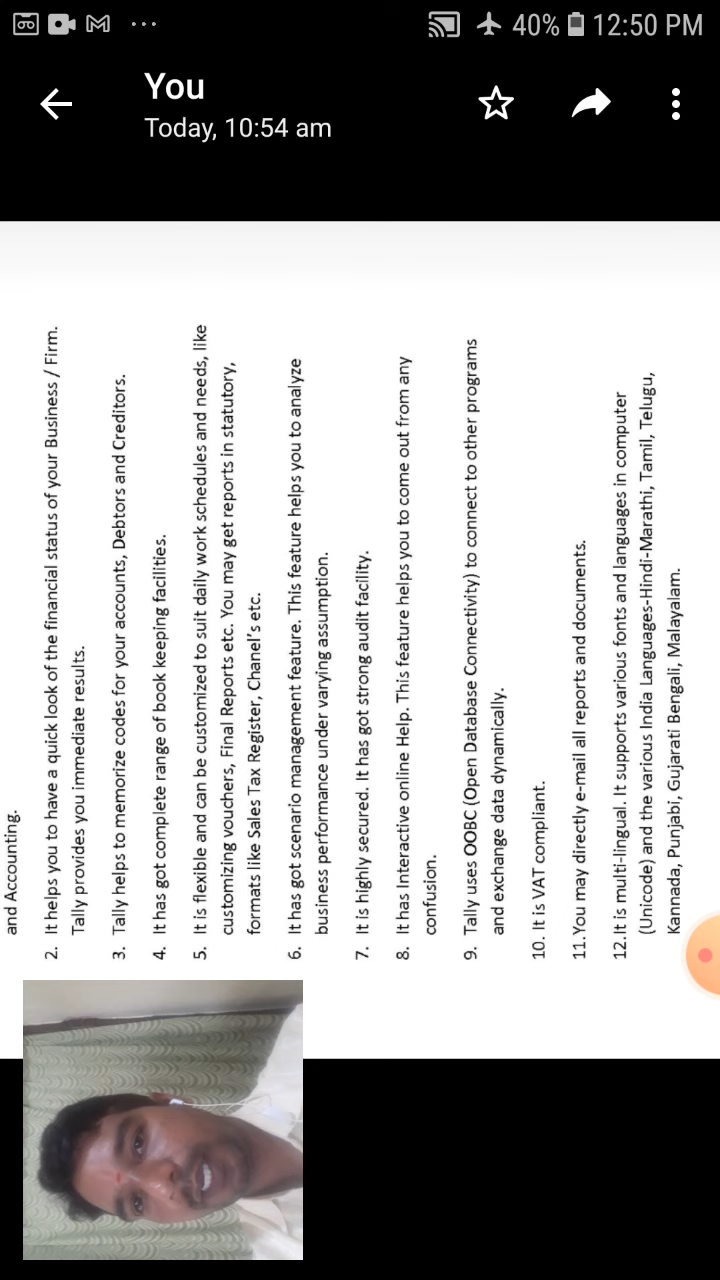 40% 12:50 PM
You
Today, 10:54 am
and Accounting.
2. It helps you to have a quick look of the financial status of your Business / Firm.
Tally provides you immediate results.
3. Tally helps to memorize codes for your accounts, Debtors and Creditors.
4. It has got complete range of book keeping facilities.
5. It is flexible and can be customized to suit daily work schedules and needs, like
customizing vouchers, Final Reports etc. You may get reports in statutory,
formats like Sales Tax Register, Chanel's etc.
6. It has got scenario management feature. This feature helps you to analyze
business performance under varying assumption.
7. It is highly secured. It has got strong audit facility.
8. It has Interactive online Help. This feature helps you to come out from any
confusion.
9. Tally uses OOBC (Open Database Connectivity) to connect to other programs
and exchange data dynamically.
10. It is VAT compliant.
11.You may directly e-mail all reports and documents.
12.It is multi-lingual. It supports various fonts and languages in computer
(Unicode) and the various India Languages-Hindi-Marathi, Tamil, Telugu,
Kannada, Punjabi, Gujarati Bengali, Malayalam.